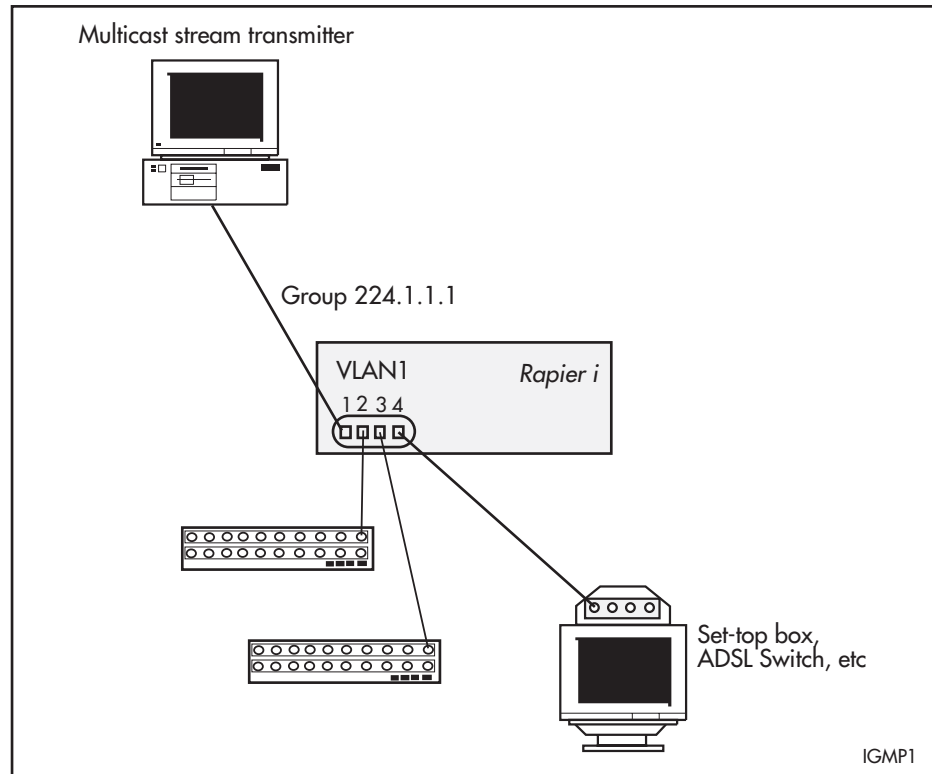 Multicast stream transmitter
Group 224.1.1.1
VLAN1
Rapier i
1 2 3 4
Set-top box,
ADSL Switch, etc
IGMP1